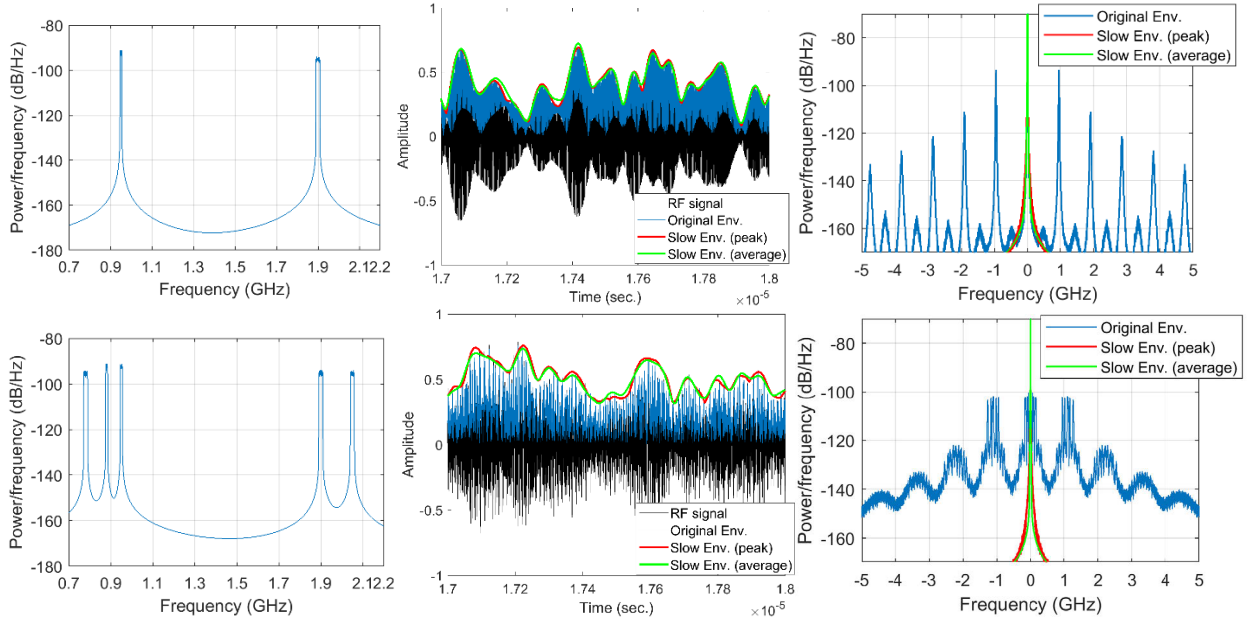 -80
-100
-120
-140
-160
-180
Power/frequency (dB/Hz)
0.7 0.9 1.1 1.3 1.5 1.7 1.9 2.12.2
Frequency (GHz)
1
0.5
0
-0.5
-1
Amplitude
RF signal
Original Env.
Slow Env. (peak)
Slow Env. (average)
1.7 1.72 1.74 1.76 1.78 1.8
Time (sec.)
×10⁻⁵
Original Env.
Slow Env. (peak)
Slow Env. (average)
-80
-100
-120
-140
-160
Power/frequency (dB/Hz)
-5 -4 -3 -2 -1 0 1 2 3 4 5
Frequency (GHz)
-80
-100
-120
-140
-160
-180
Power/frequency (dB/Hz)
0.7 0.9 1.1 1.3 1.5 1.7 1.9 2.12.2
Frequency (GHz)
1
0.5
0
-0.5
-1
Amplitude
RF signal
Original Env.
Slow Env. (peak)
Slow Env. (average)
1.7 1.72 1.74 1.76 1.78 1.8
Time (sec.)
×10⁻⁵
Original Env.
Slow Env. (peak)
Slow Env. (average)
-80
-100
-120
-140
-160
Power/frequency (dB/Hz)
-5 -4 -3 -2 -1 0 1 2 3 4 5
Frequency (GHz)